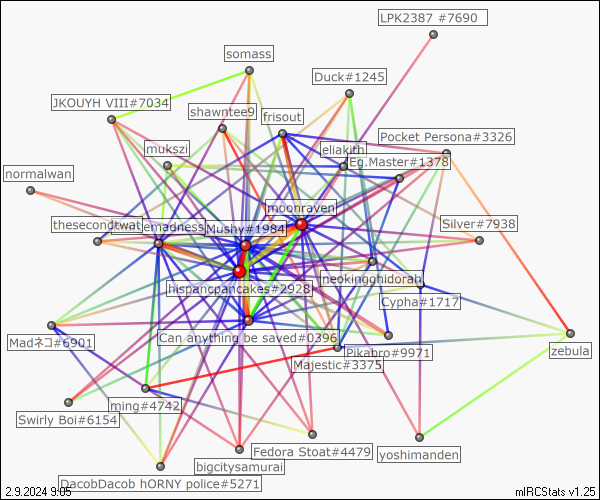 LPK2387 #7690
somass
Duck#1245
JKOUYH VIII#7034
shawntee9
frisout
Pocket Persona#3326
mukszi
eliakith
Eg.Master#1378
normalwan
moonraven
thesecondtwat
emadness
Mushy#1984
Silver#7938
neokingghidorah
hispancpancakes#2928
Cypha#1717
Can anything be saved#0396
Madネコ#6901
Pikabro#9971
zebula
Majestic#3375
ming#4742
Swirly Boi#6154
Fedora Stoat#4479
yoshimanden
bigcitysamurai
DacobDacob hORNY police#5271
2.9.2024 9:05
mIRCStats v1.25